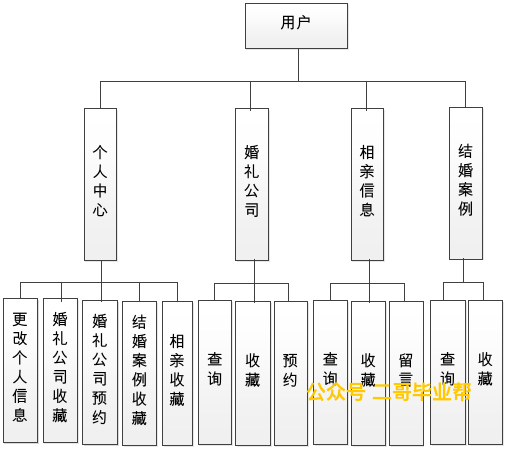 用户
个人中心
婚礼公司
相亲信息
结婚案例
更改个人信息
婚礼公司收藏
婚礼公司预约
结婚案例收藏
相亲收藏
查询
收藏
预约
查询
收藏
留言
查询
收藏
公众号 二哥毕业帮